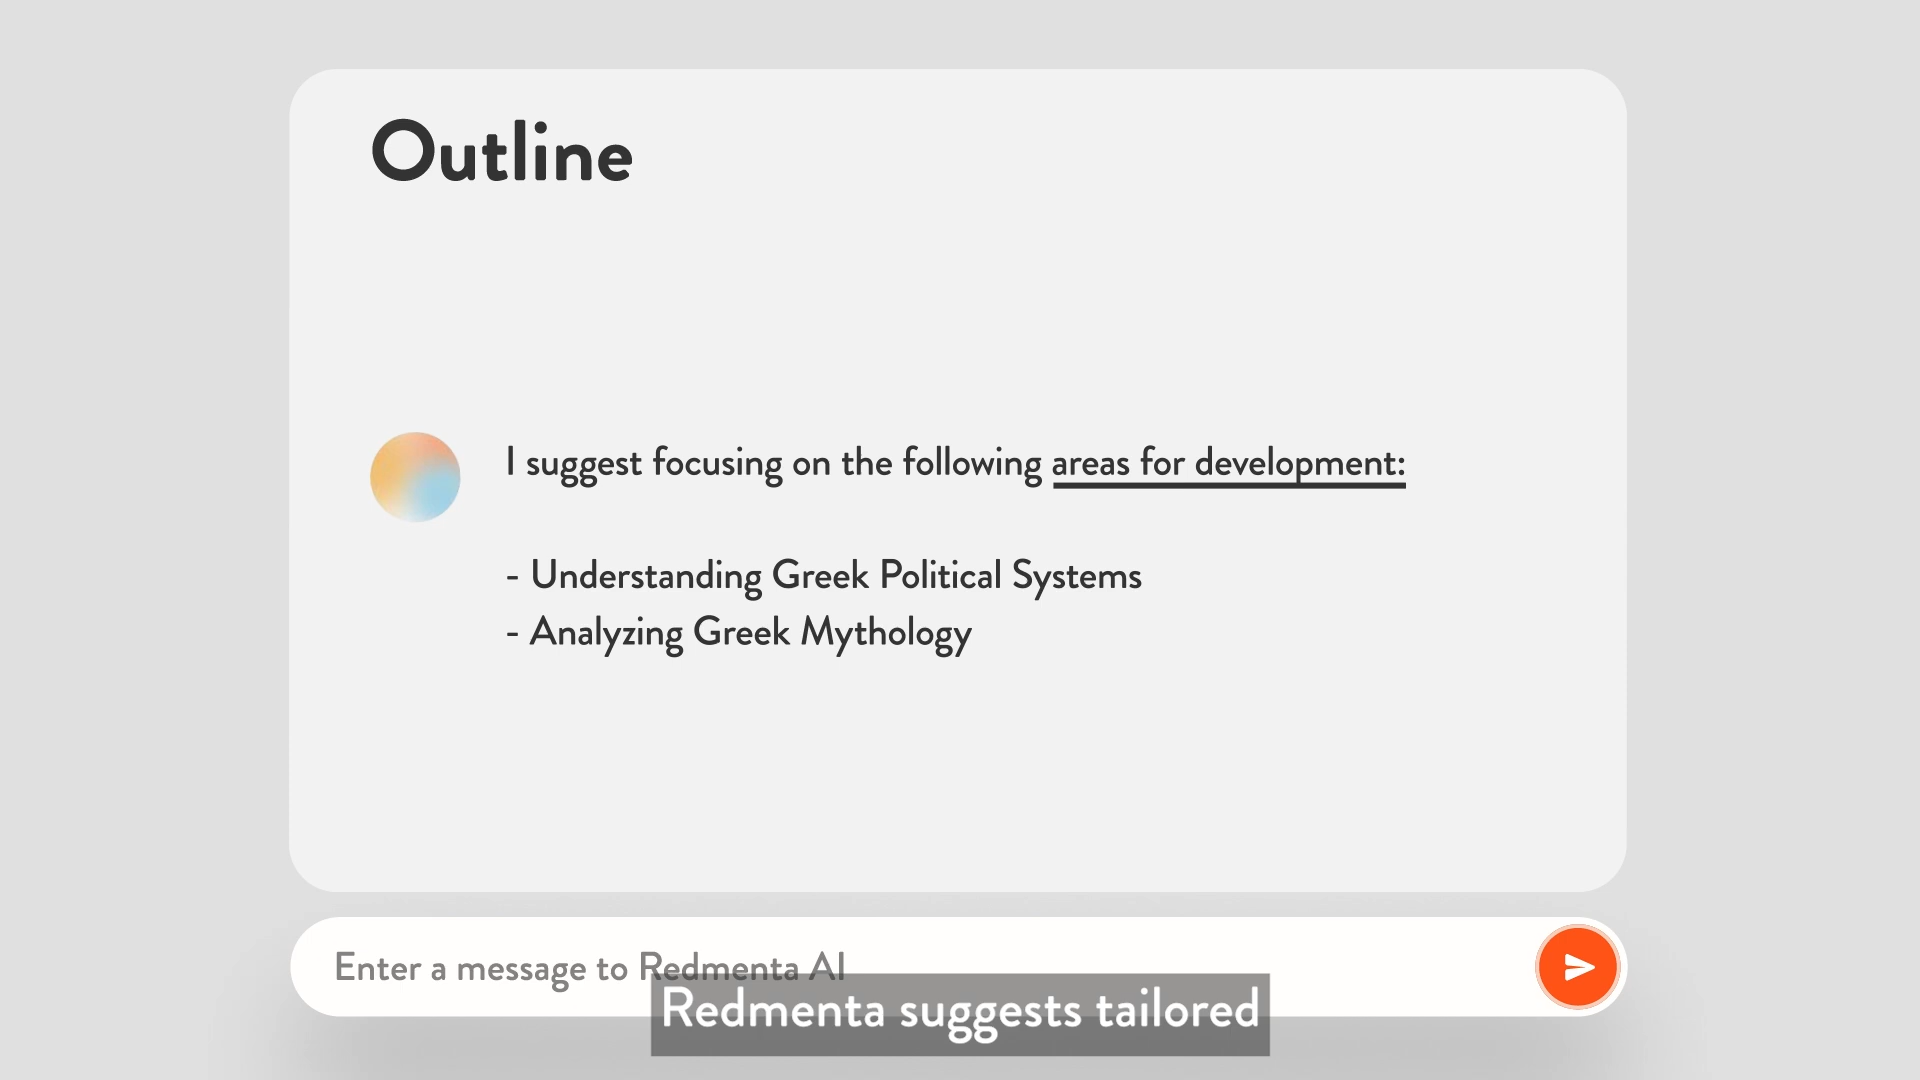 Outline
I suggest focusing on the following areas for development:
- Understanding Greek Political Systems
- Analyzing Greek Mythology
Enter a message to Redmenta AI
Redmenta suggests tailored